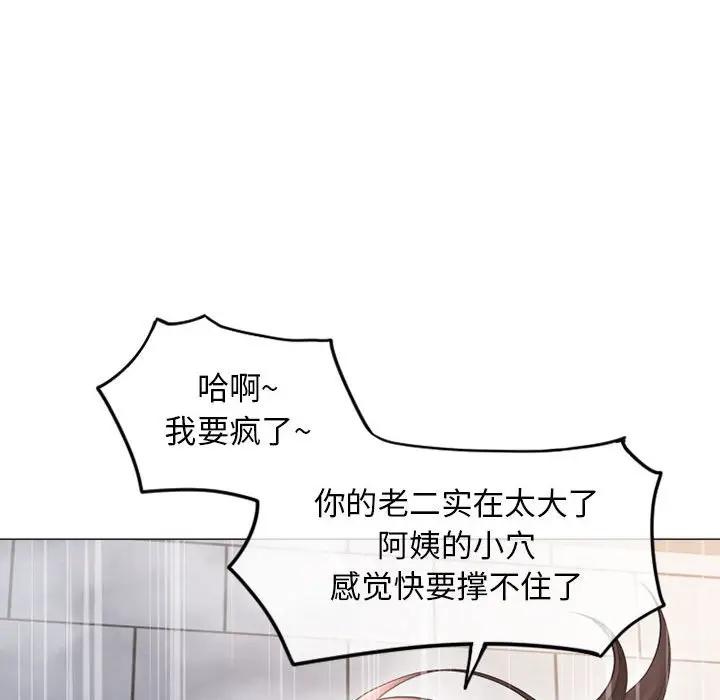 哈啊~
我要疯了~
你的老二实在太大了
阿姨的小穴
感觉快要撑不住了